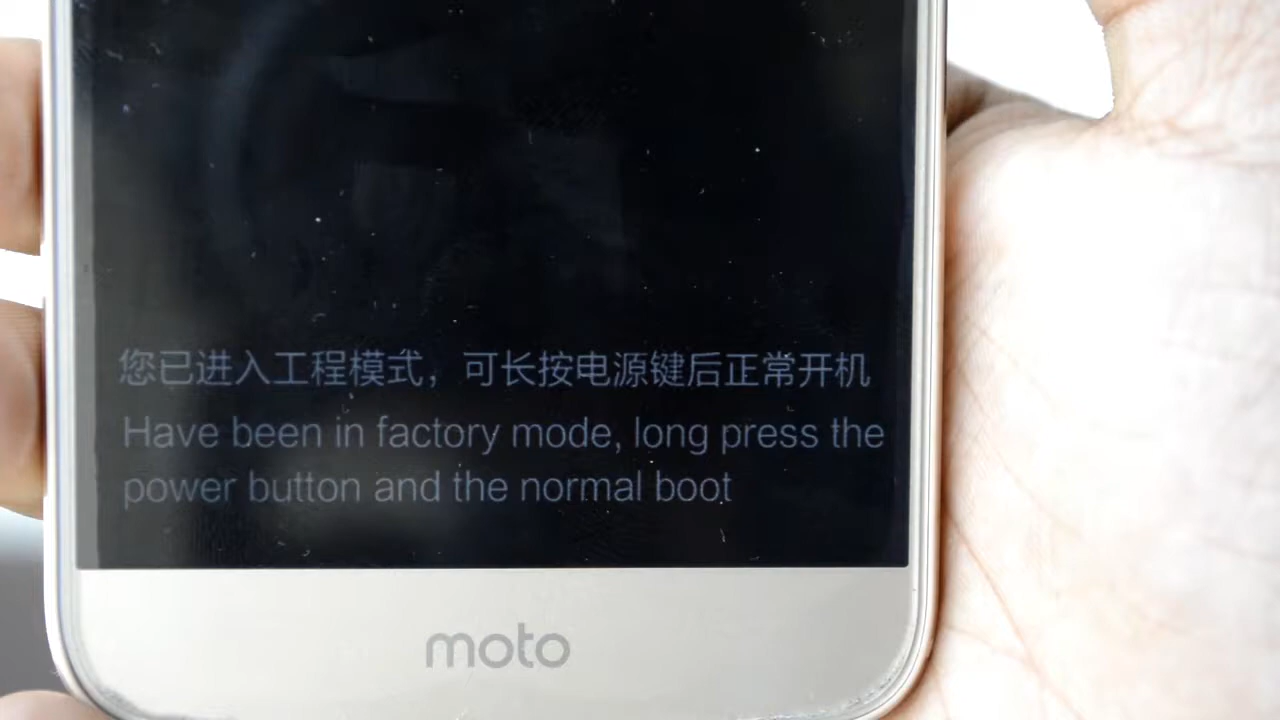 您已进入工程模式，可长按电源键后正常开机
Have been in factory mode, long press the
power button and the normal boot
moto